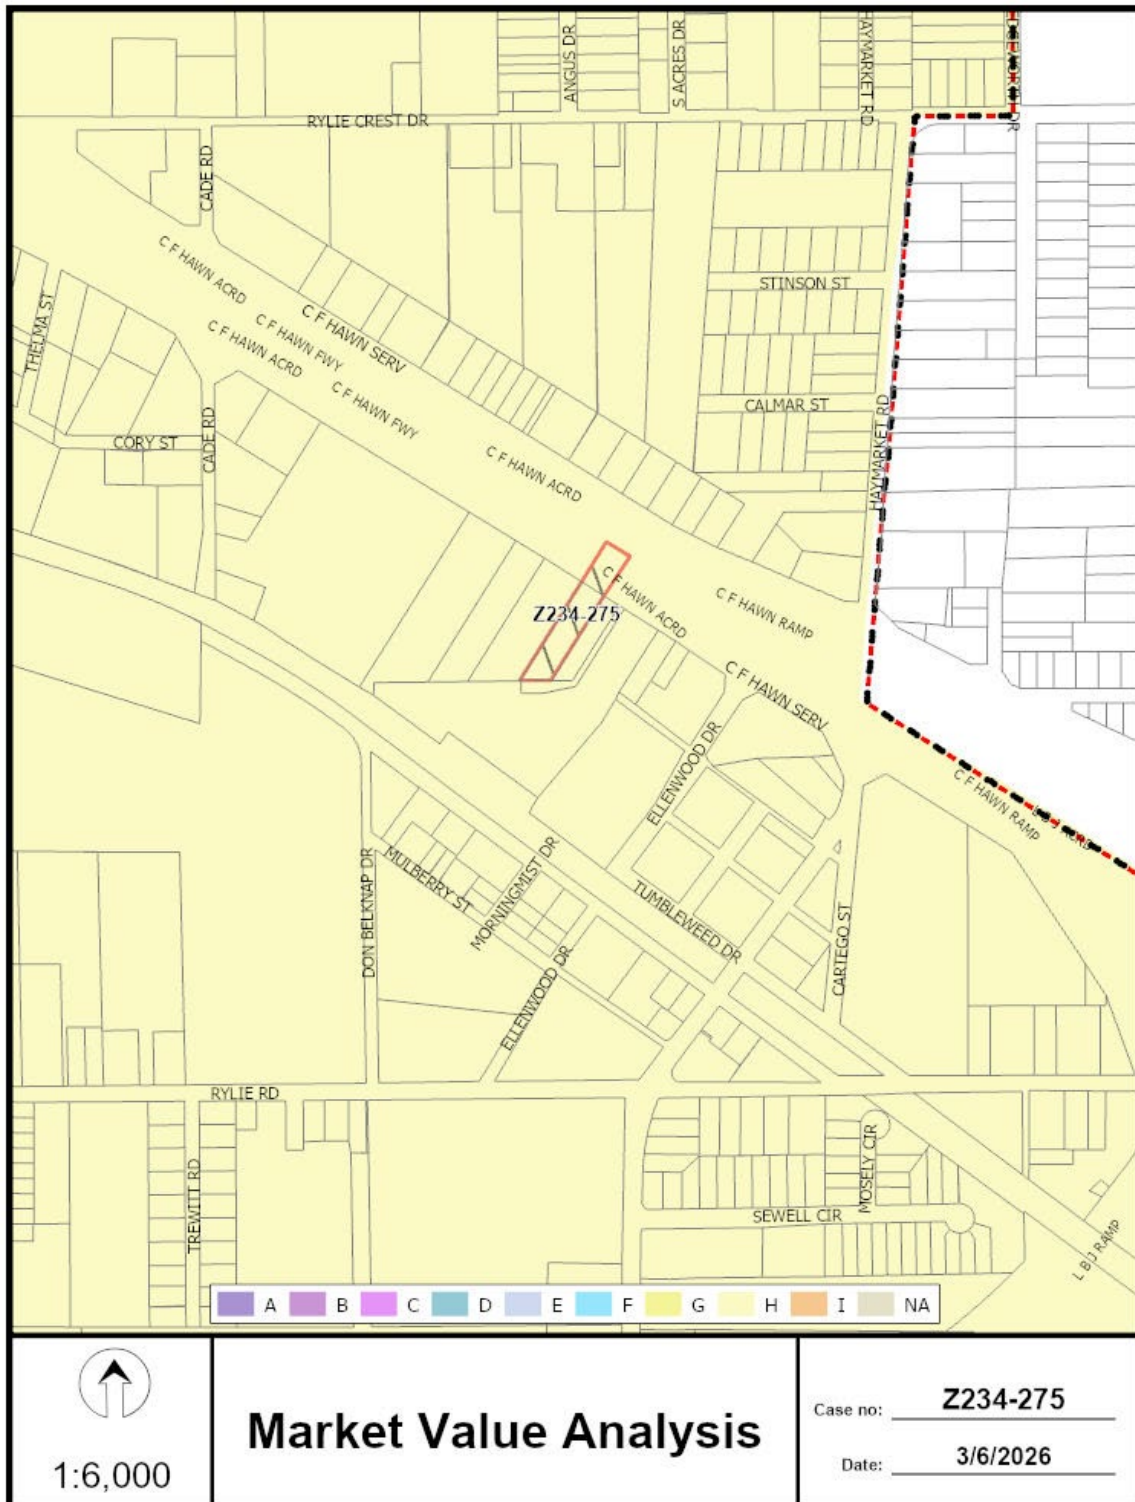 ANGUS DR
S ACRES DR
HAYMARKET RD
RYLIE CREST DR
CADE RD
C F HAWN ACRD
C F HAWN SERV
C F HAWN FWY
C F HAWN ACRD
C F HAWN FWY
STINSON ST
THELMA ST
CALMAR ST
CORY ST
CADE RD
C F HAWN ACRD
HAYMARKET RD
C F HAWN ACRD
C F HAWN RAMP
Z234-275
C F HAWN SERV
ELLENWOOD DR
C F HAWN RAMP
MULBERRY ST
MORNINGMIST DR
DON BELKNAP DR
TUMBLEWEED DR
CARTEGO ST
ELLENWOOD DR
RYLIE RD
TREWITT RD
MOSELY CIR
SEWELL CIR
L B J RAMP
A B C D E F G H I NA
1:6,000
Market Value Analysis
Case no: Z234-275
Date: 3/6/2026